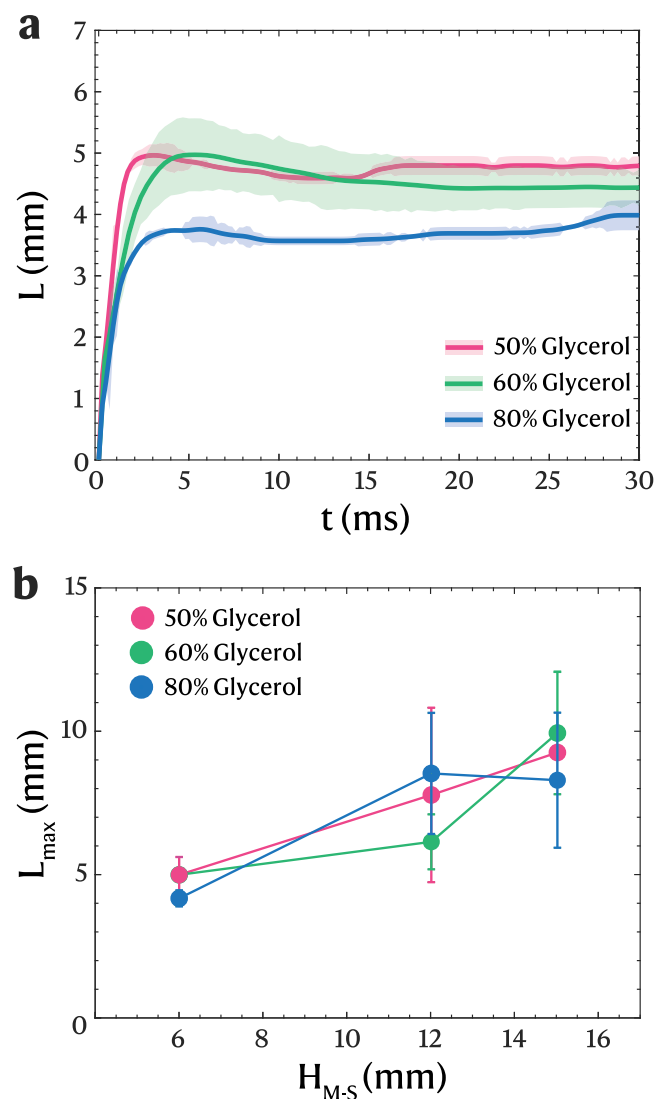 a
7
6
5
4
3
2
1
0
L (mm)
50% Glycerol
60% Glycerol
80% Glycerol
0 5 10 15 20 25 30
t (ms)
b
15
10
5
0
L_max (mm)
50% Glycerol
60% Glycerol
80% Glycerol
6 8 10 12 14 16
H_M-S (mm)